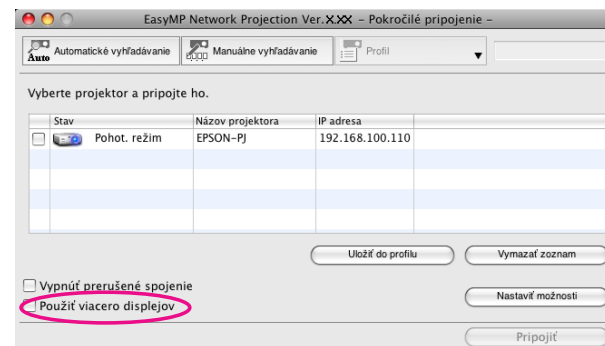 EasyMP Network Projection Ver.X.XX – Pokročilé pripojenie –
Auto Automatické vyhľadávanie Manuálne vyhľadávanie Profil
Vyberte projektor a pripojte ho.
Stav Názov projektora IP adresa
Pohot. režim EPSON-PJ 192.168.100.110
Uložiť do profilu Vymazať zoznam
Vypnúť prerušené spojenie
Nastaviť možnosti
Použiť viacero displejov
Pripojiť